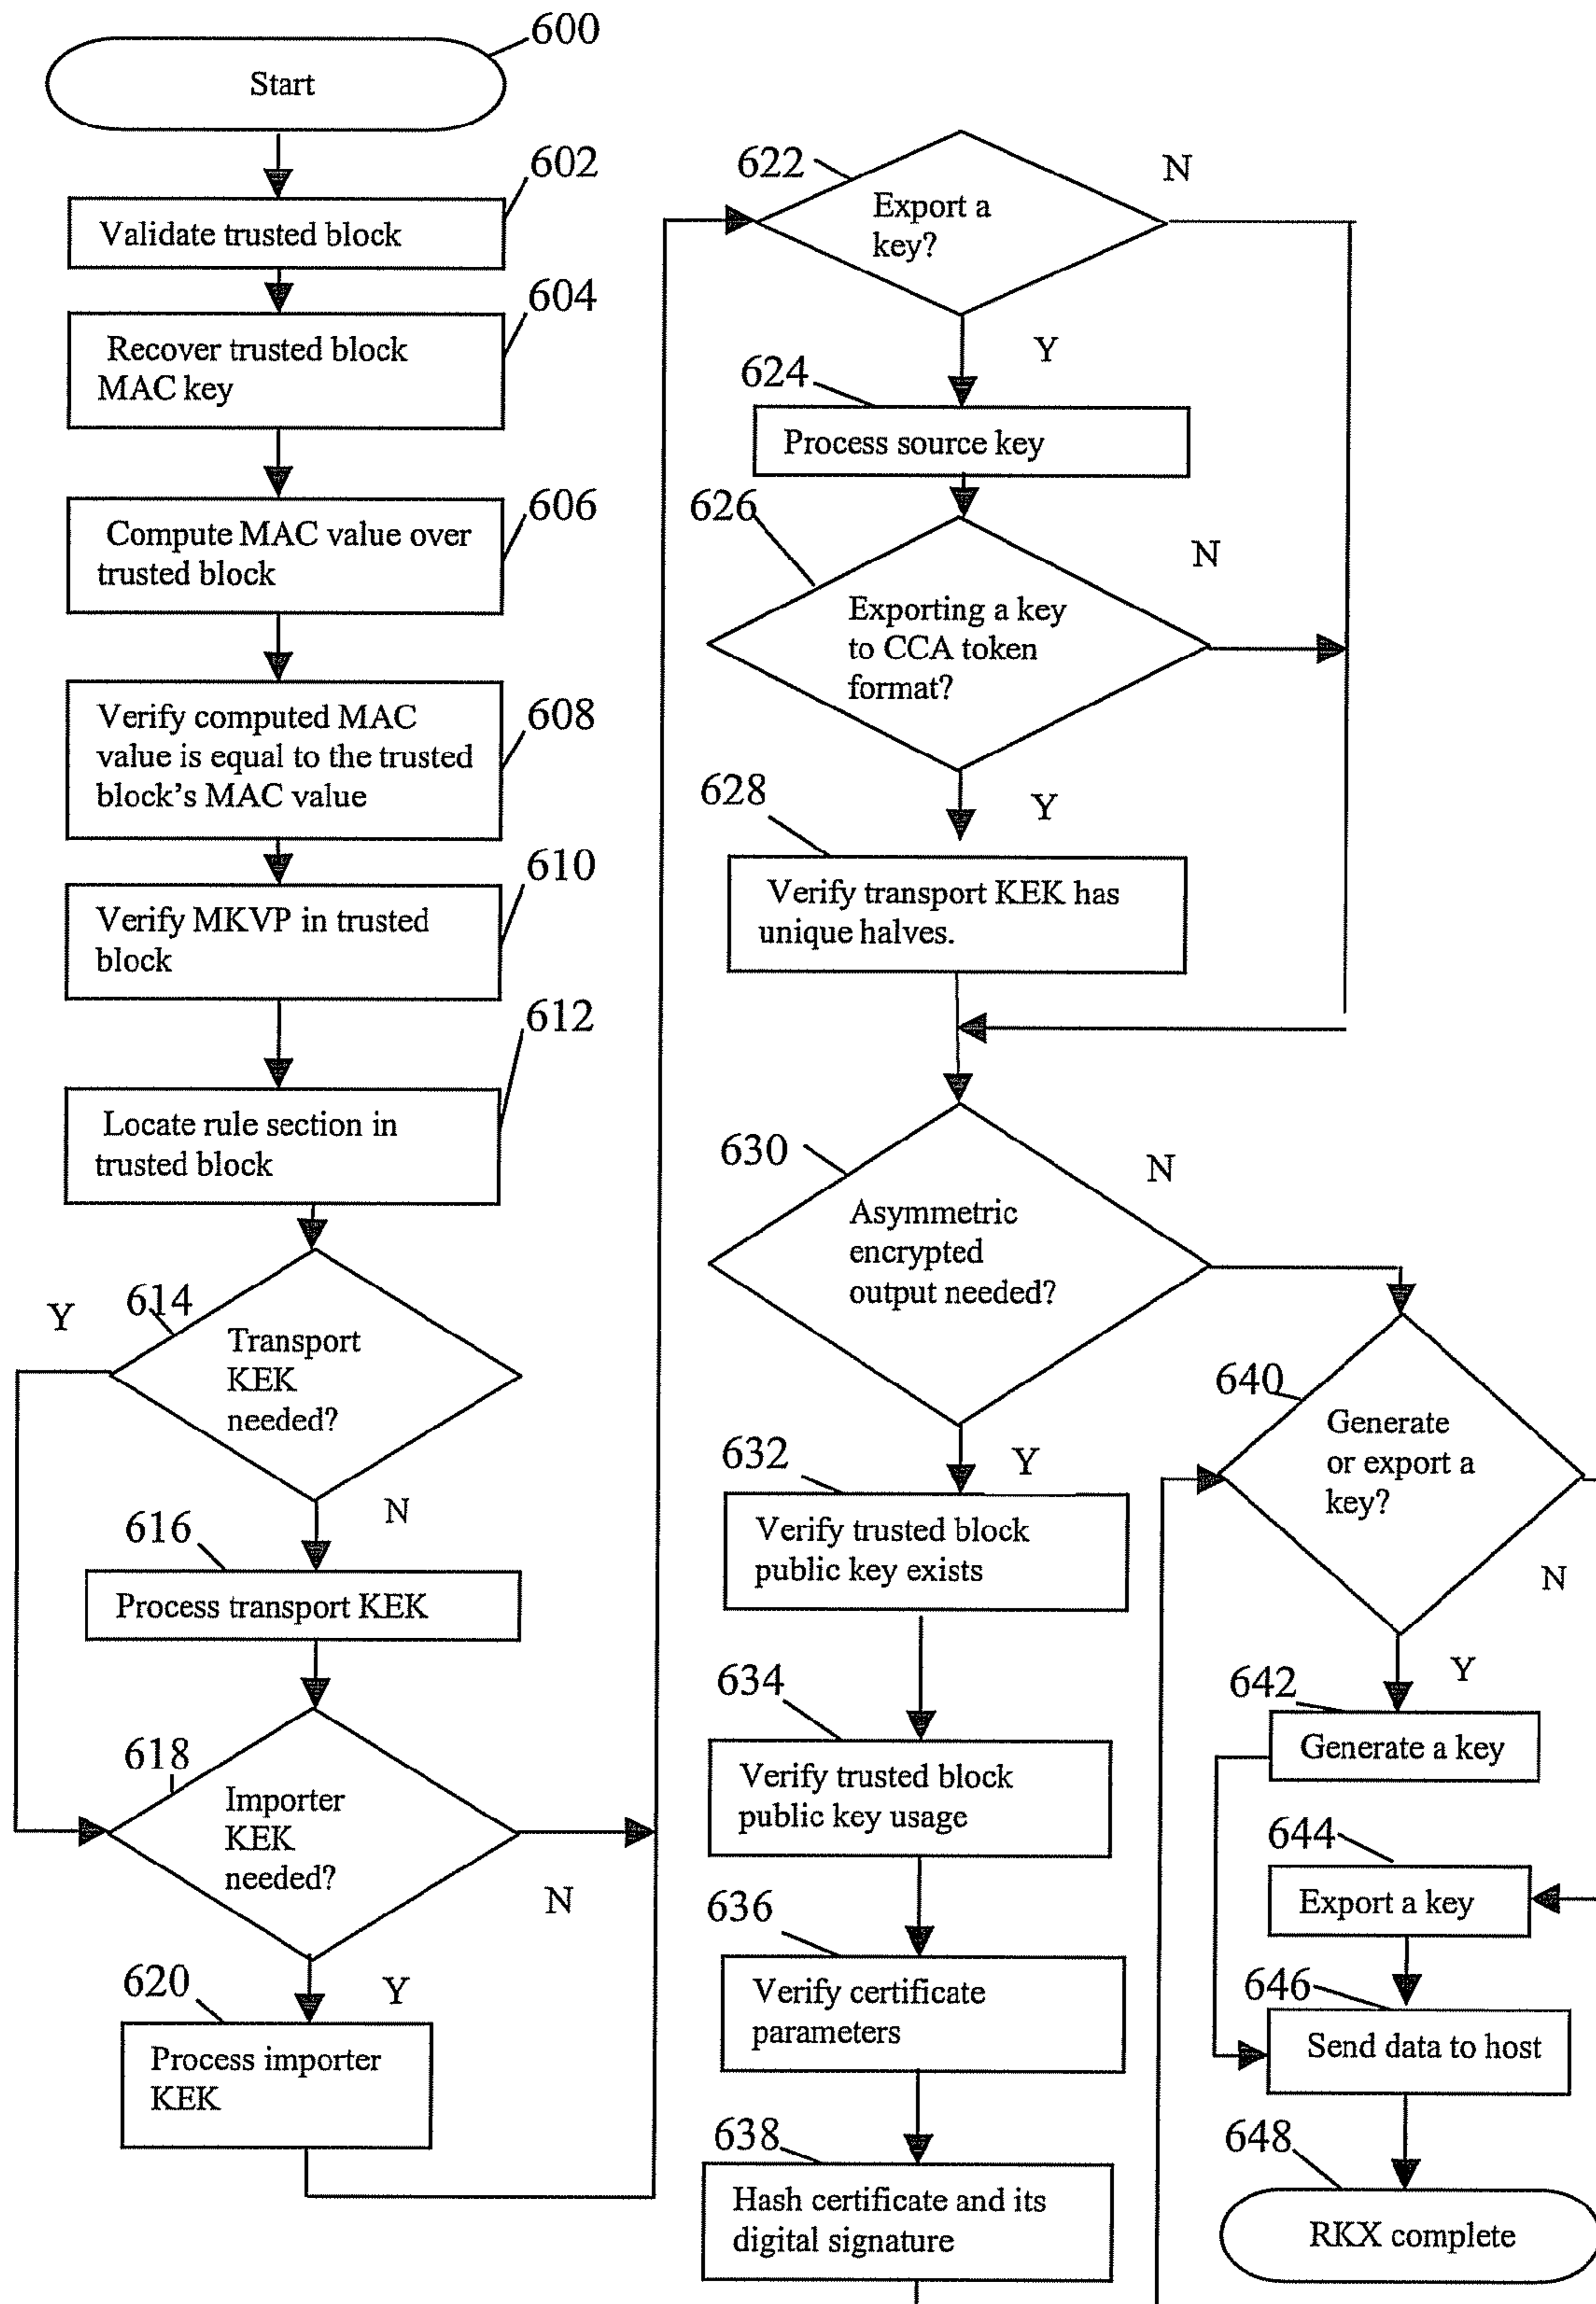 600
Start
602
Validate trusted block
604
Recover trusted block
MAC key
606
Compute MAC value over
trusted block
608
Verify computed MAC
value is equal to the trusted
block's MAC value
610
Verify MKVP in trusted
block
612
Locate rule section in
trusted block
614
Y
Transport
KEK
needed?
N
616
Process transport KEK
618
Importer
KEK
needed?
N
620
Y
Process importer
KEK
622
N
Export a
key?
Y
624
Process source key
626
N
Exporting a key
to CCA token
format?
628
Y
Verify transport KEK has
unique halves.
630
N
Asymmetric
encrypted
output needed?
632
Y
Verify trusted block
public key exists
634
Verify trusted block
public key usage
636
Verify certificate
parameters
638
Hash certificate and its
digital signature
640
Generate
or export a
key?
N
Y
642
Generate a key
644
Export a key
646
Send data to host
648
RKX complete